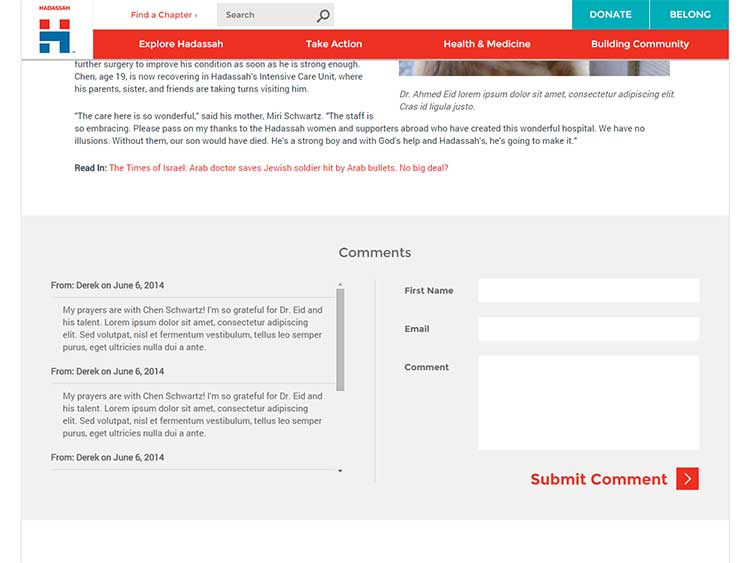 HADASSAH
Find a Chapter ›
Search
DONATE
BELONG
Explore Hadassah
Take Action
Health & Medicine
Building Community
further surgery to improve his condition as soon as he is strong enough.
Chen, age 19, is now recovering in Hadassah's Intensive Care Unit, where
his parents, sister, and friends are taking turns visiting him.
Dr. Ahmed Eid lorem ipsum dolor sit amet, consectetur adipiscing elit.
Cras id ligula justo.
"The care here is so wonderful," said his mother, Miri Schwartz. "The staff is
so embracing. Please pass on my thanks to the Hadassah women and supporters abroad who have created this wonderful hospital. We have no
illusions. Without them, our son would have died. He's a strong boy and with God's help and Hadassah's, he's going to make it."
Read In: The Times of Israel: Arab doctor saves Jewish soldier hit by Arab bullets. No big deal?
Comments
From: Derek on June 6, 2014
My prayers are with Chen Schwartz! I'm so grateful for Dr. Eid and
his talent. Lorem ipsum dolor sit amet, consectetur adipiscing
elit. Sed volutpat, nisl et fermentum vestibulum, tellus leo semper
purus, eget ultricies nulla dui a ante.
From: Derek on June 6, 2014
My prayers are with Chen Schwartz! I'm so grateful for Dr. Eid and
his talent. Lorem ipsum dolor sit amet, consectetur adipiscing
elit. Sed volutpat, nisl et fermentum vestibulum, tellus leo semper
purus, eget ultricies nulla dui a ante.
From: Derek on June 6, 2014
First Name
Email
Comment
Submit Comment